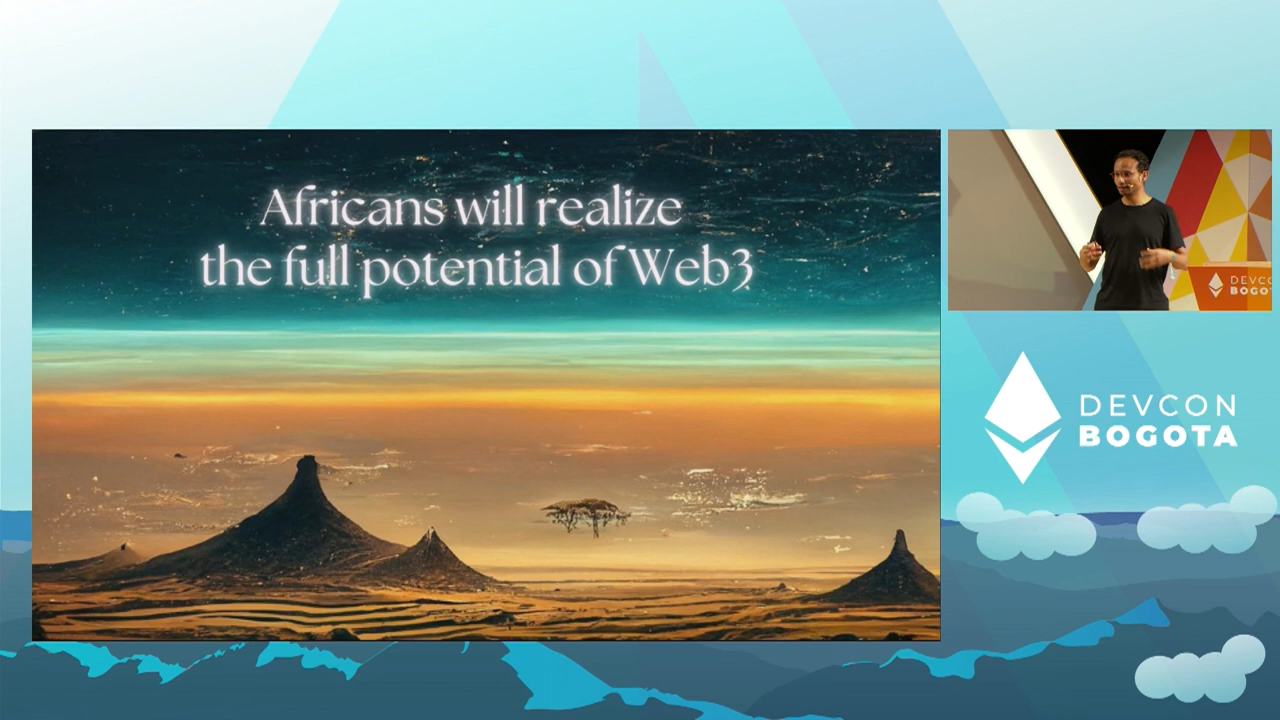 Africans will realize
the full potential of Web3
DEVCON
BOGOTA